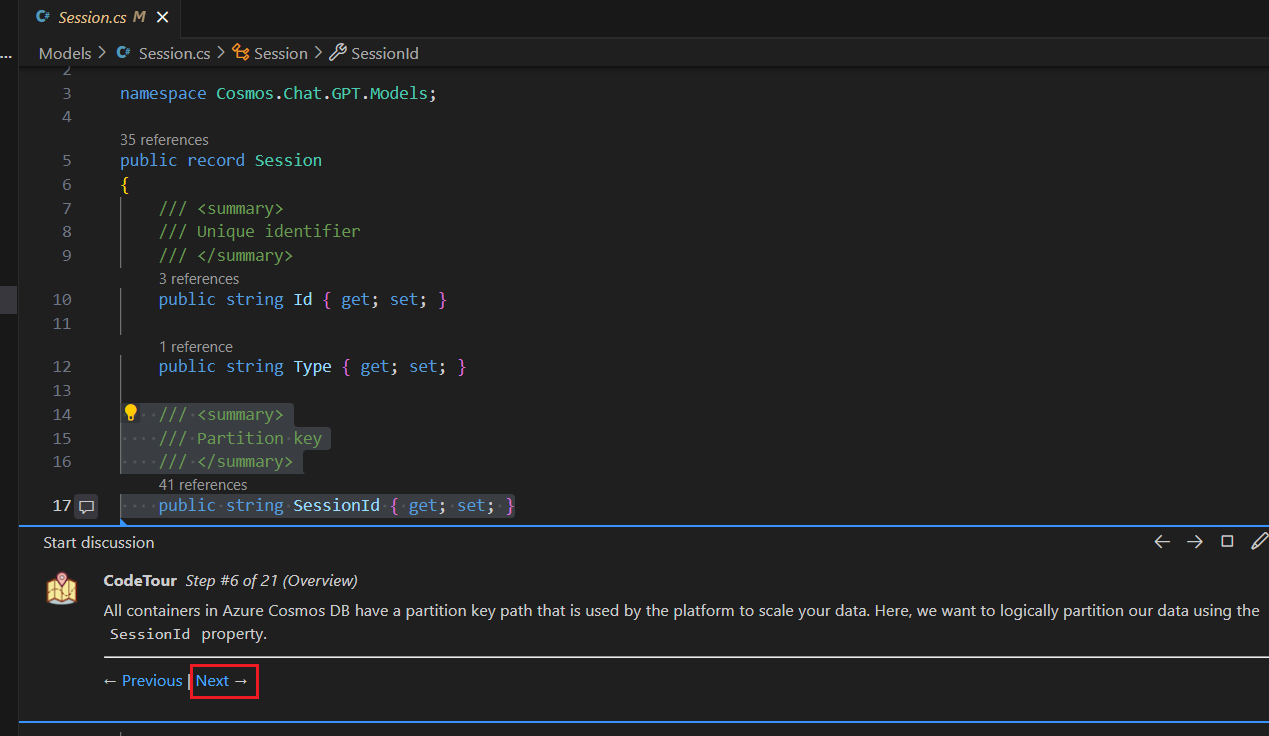 Session.cs M
... Models > Session.cs > Session > SessionId
2
3 namespace Cosmos.Chat.GPT.Models;
4
35 references
5 public record Session
6 {
7 /// <summary>
8 /// Unique identifier
9 /// </summary>
3 references
10 public string Id { get; set; }
11
1 reference
12 public string Type { get; set; }
13
14 /// <summary>
15 /// Partition key
16 /// </summary>
41 references
17 public string SessionId { get; set; }
Start discussion
CodeTour Step #6 of 21 (Overview)
All containers in Azure Cosmos DB have a partition key path that is used by the platform to scale your data. Here, we want to logically partition our data using the
SessionId property.
← Previous | Next →